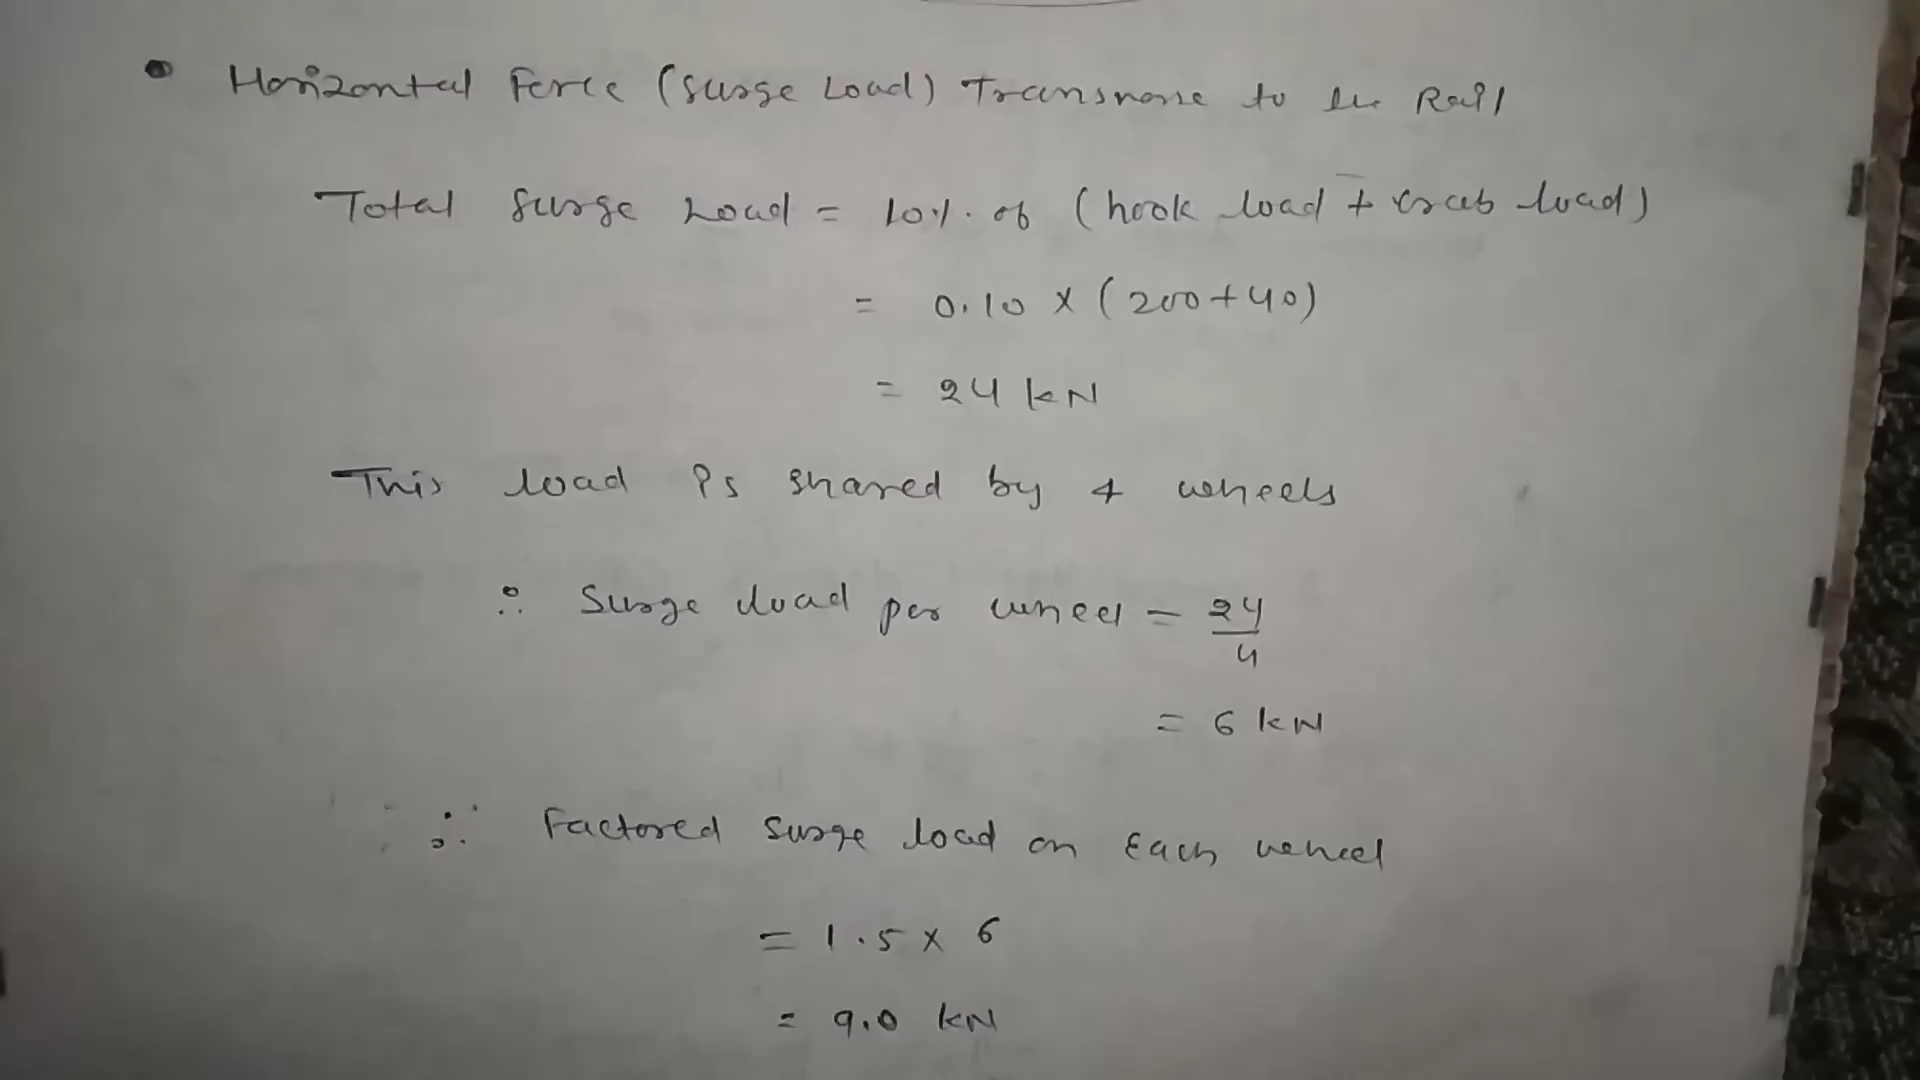 Horizontal Force (Surge Load) Transverse to the Rail
Total Surge Load = 10% of (hook load + crab load)
= 0.10 × (200+40)
= 24 kN
This load is shared by 4 wheels
∴ Surge load per wheel = 24/4
= 6 kN
∴ Factored surge load on Each wheel
= 1.5 × 6
= 9.0 kN